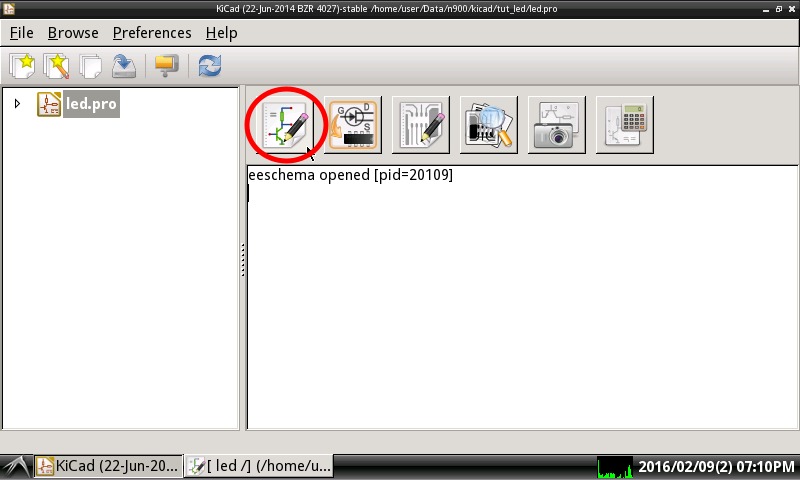 KiCad (22-Jun-2014 BZR 4027)-stable /home/user/Data/n900/kicad/tut_led/led.pro
File Browse Preferences Help
led.pro
G D S
eeschema opened [pid=20109]
KiCad (22-Jun-20...
[ led /] (/home/u...
2016/02/09(2) 07:10PM